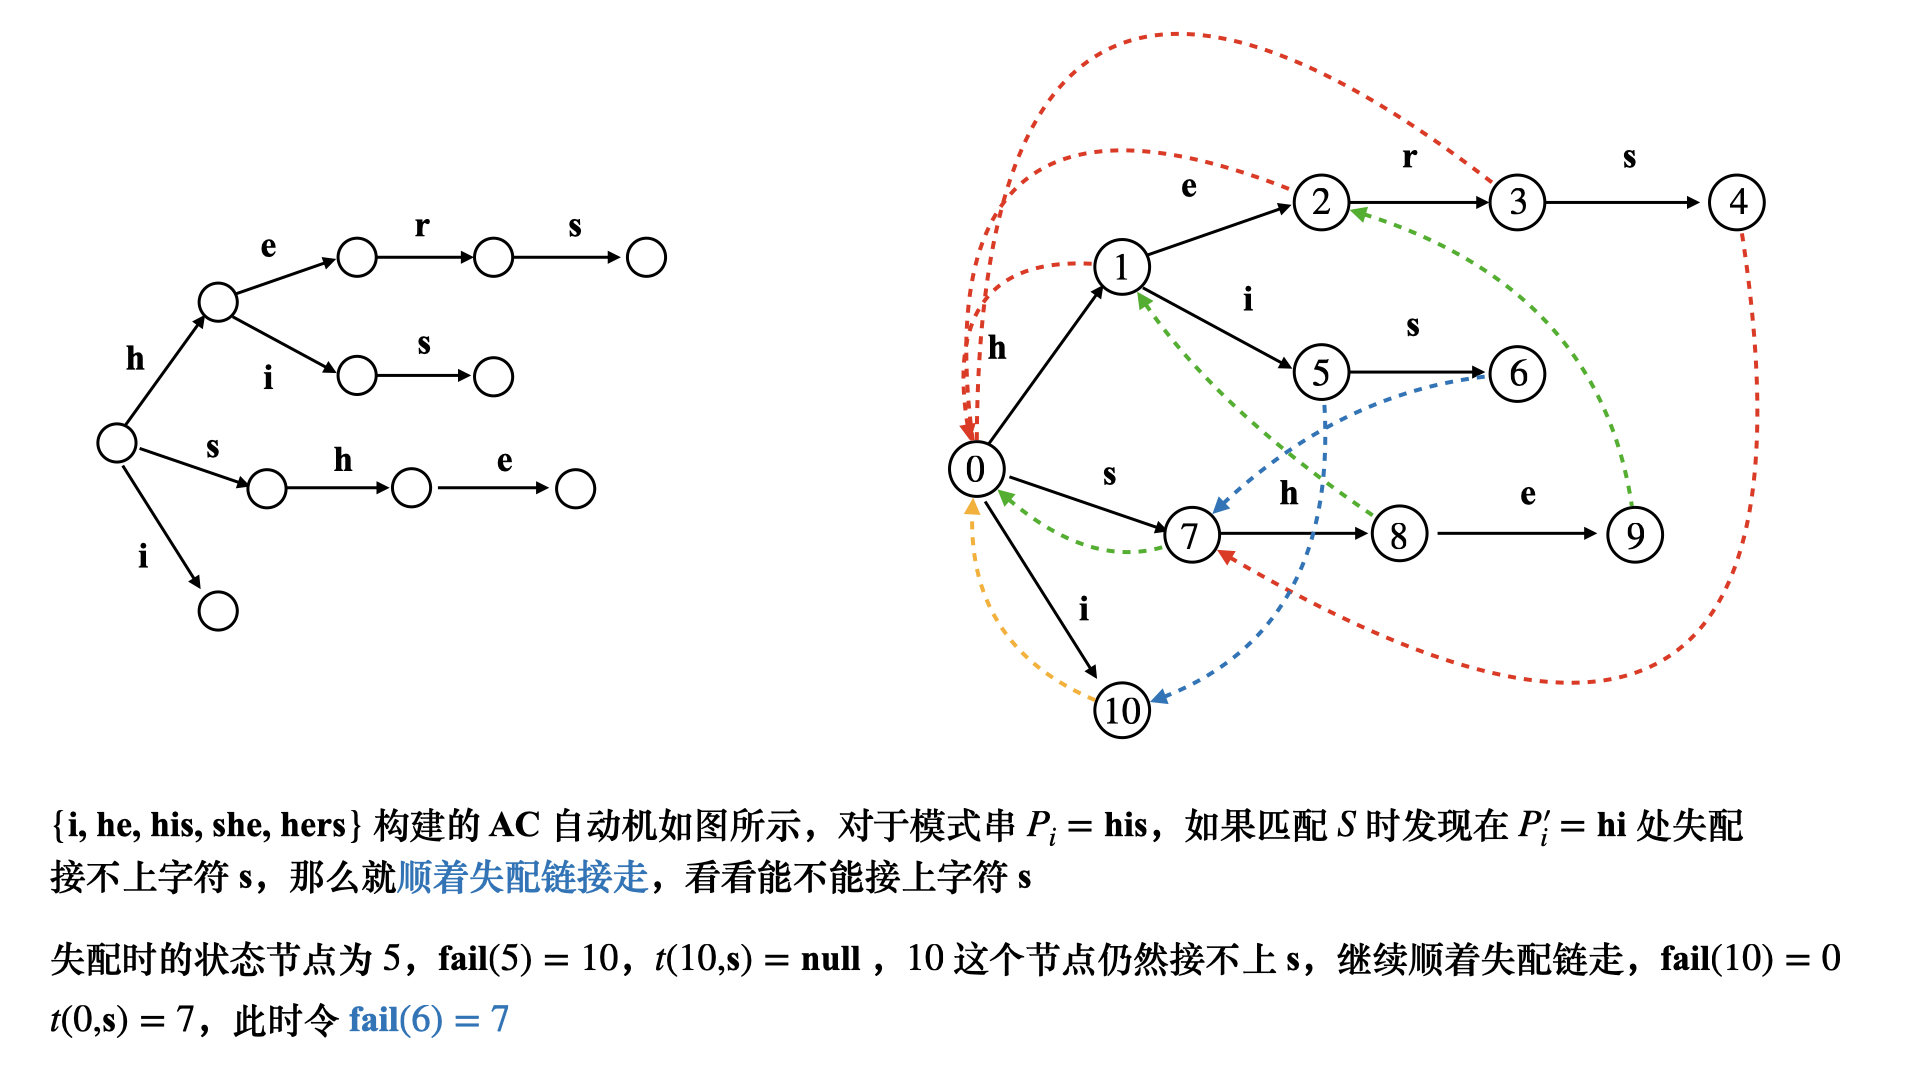 e
r
s
h
i
s
s
h
e
i
e
r
s
2
3
4
1
i
s
h
5
6
0
s
h
e
7
8
9
i
10
{i, he, his, she, hers} 构建的 AC 自动机如图所示，对于模式串 Pᵢ = his，如果匹配 S 时发现在 Pᵢ′ = hi 处失配
接不上字符 s，那么就顺着失配链接走，看看能不能接上字符 s
失配时的状态节点为 5，fail(5) = 10，t(10,s) = null ，10 这个节点仍然接不上 s，继续顺着失配链走，fail(10) = 0
t(0,s) = 7，此时令 fail(6) = 7